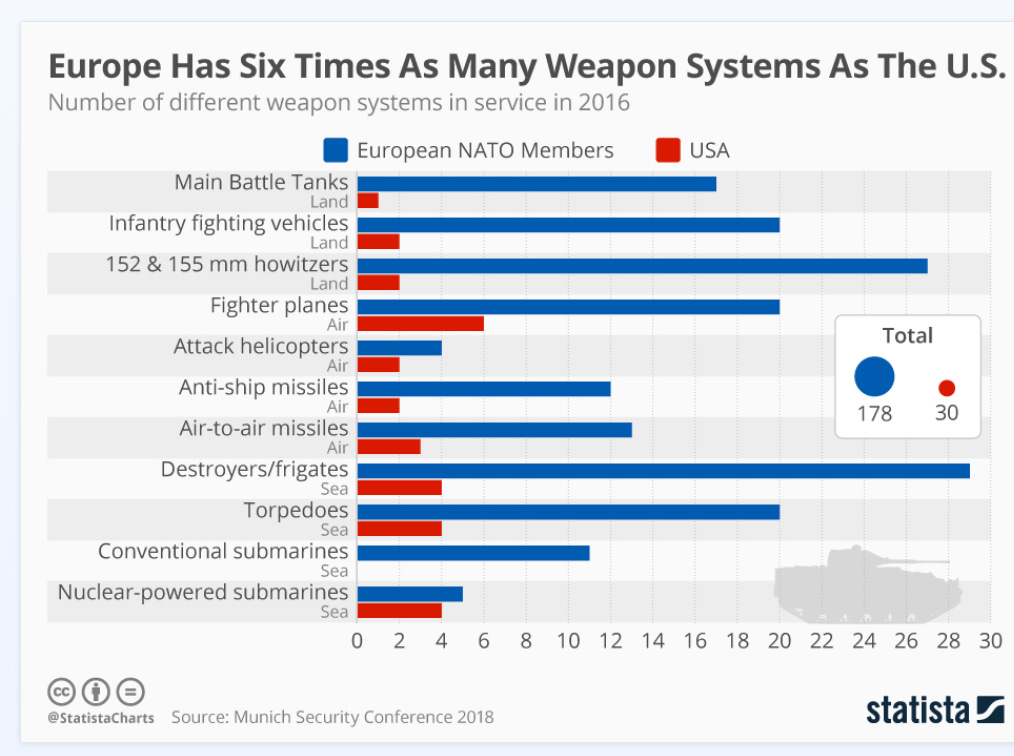 Europe Has Six Times As Many Weapon Systems As The U.S.
Number of different weapon systems in service in 2016
European NATO Members USA
Main Battle Tanks
Land
Infantry fighting vehicles
Land
152 & 155 mm howitzers
Land
Fighter planes
Air
Attack helicopters
Air
Anti-ship missiles
Air
Air-to-air missiles
Air
Destroyers/frigates
Sea
Torpedoes
Sea
Conventional submarines
Sea
Nuclear-powered submarines
Sea
Total
178 30
0 2 4 6 8 10 12 14 16 18 20 22 24 26 28 30
cc
@StatistaCharts Source: Munich Security Conference 2018
statista